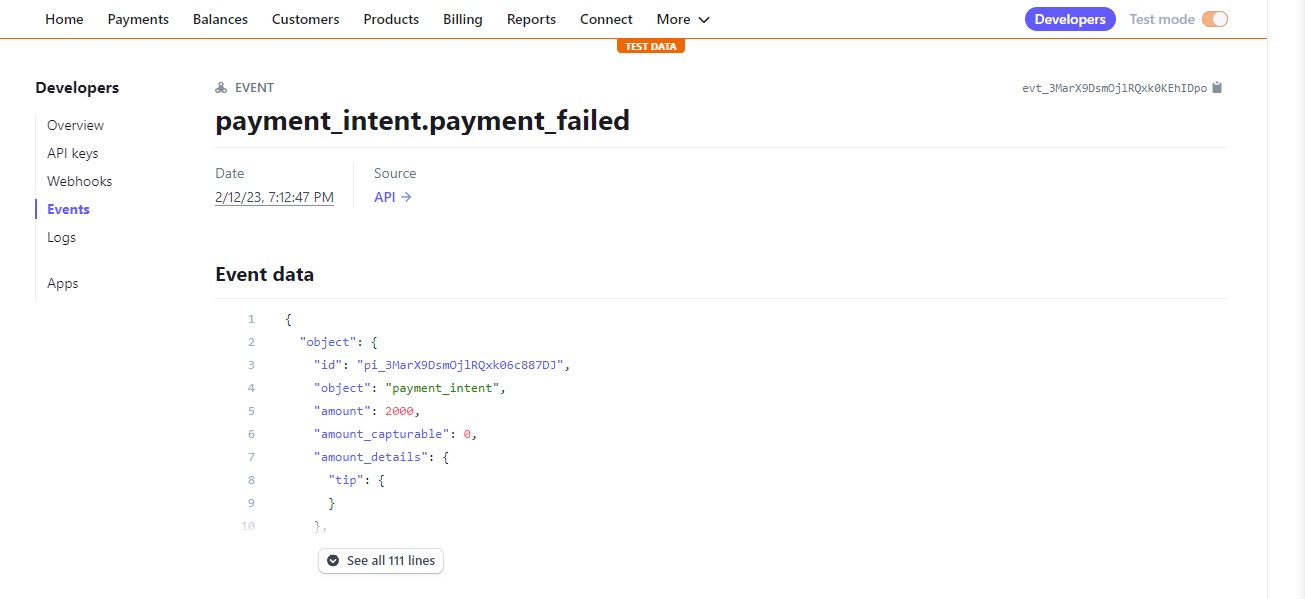 Home Payments Balances Customers Products Billing Reports Connect More Developers Test mode
TEST DATA
Developers
Overview
API keys
Webhooks
Events
Logs
Apps
EVENT
evt_3MarX9DsmOjlRQxk0KEhIDpo
payment_intent.payment_failed
Date
2/12/23, 7:12:47 PM
Source
API →
Event data
1 {
2 "object": {
3 "id": "pi_3MarX9DsmOjlRQxk06c887DJ",
4 "object": "payment_intent",
5 "amount": 2000,
6 "amount_capturable": 0,
7 "amount_details": {
8 "tip": {
9 }
10 },
See all 111 lines